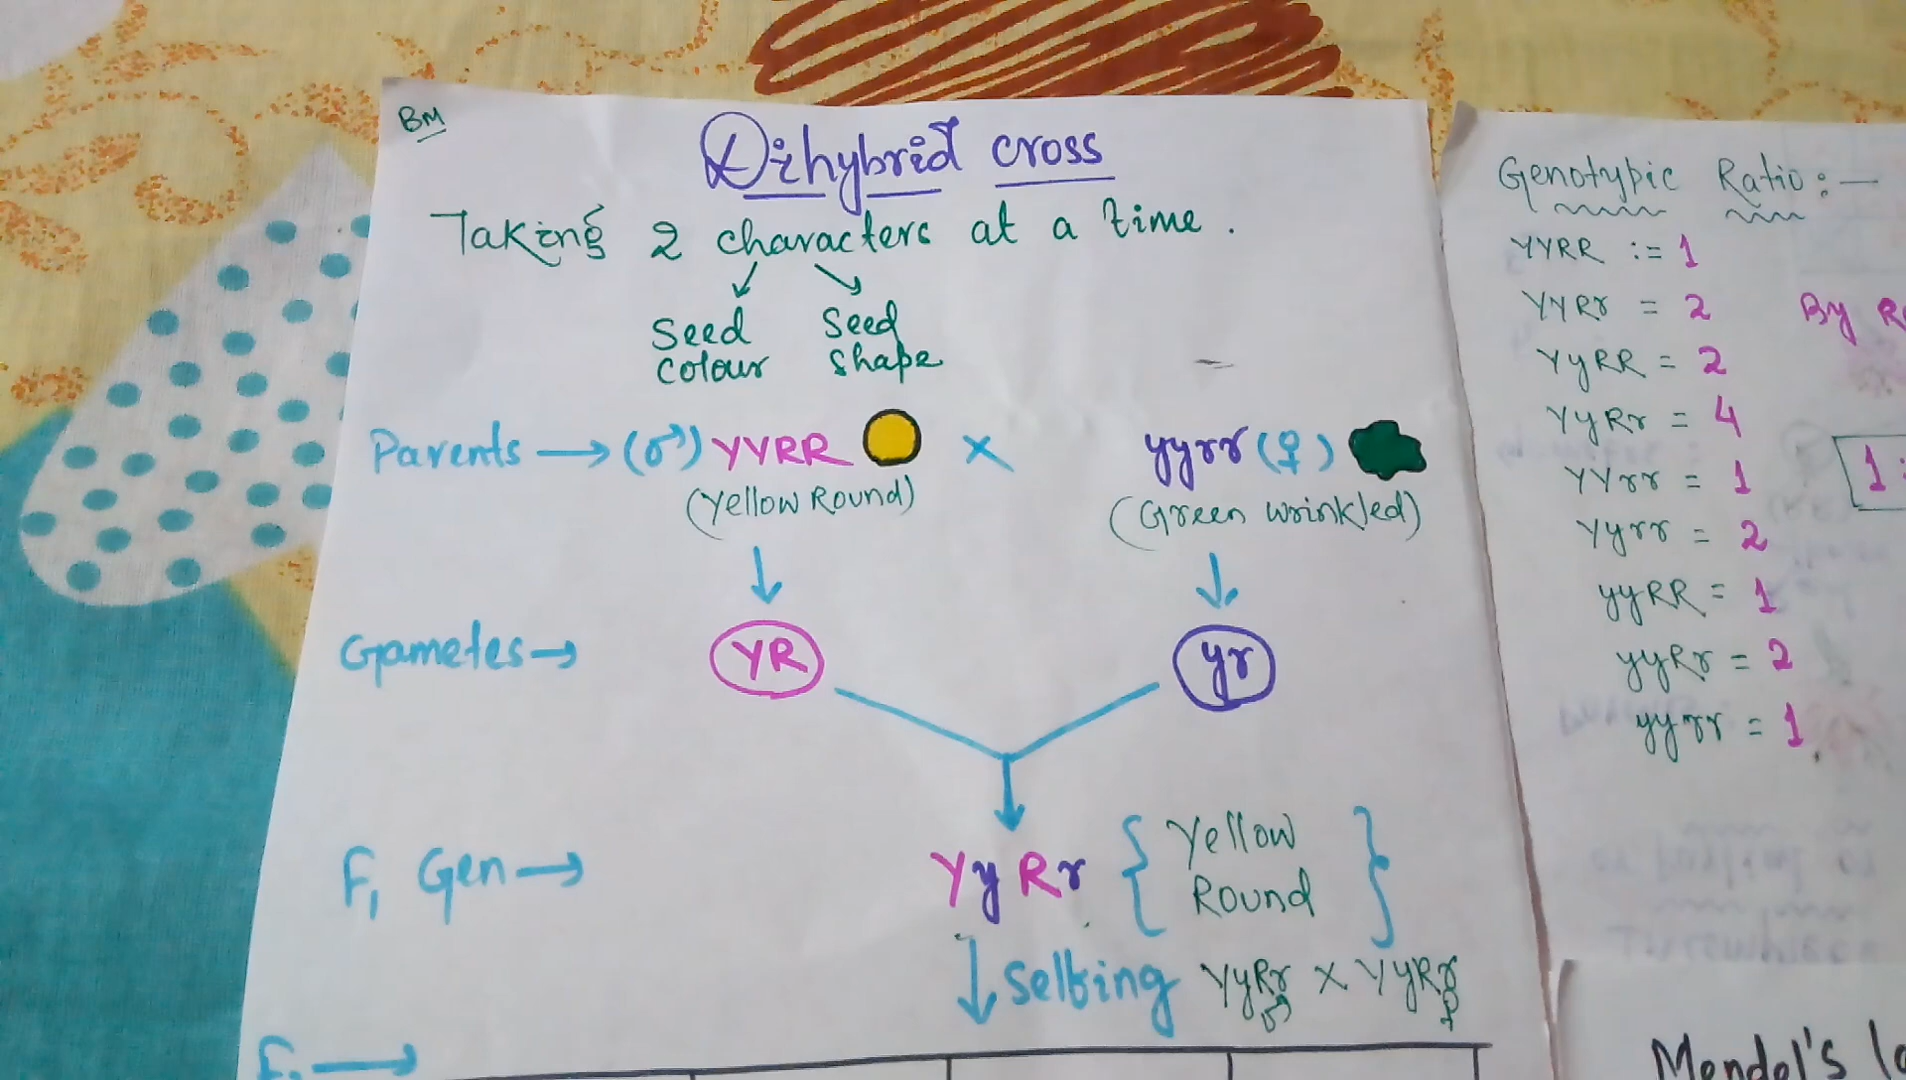 BM
Dihybrid cross
Taking 2 characters at a time.
Seed colour
Seed shape
Parents → (♂) YYRR × yyrr (♀)
(Yellow Round) (Green wrinkled)
Gametes → YR yr
F1 Gen → YyRr { Yellow Round }
↓ Selfing YyRr ♂ × YyRr ♀
Genotypic Ratio:—
YYRR := 1
YYRr = 2
By
YyRR = 2
YyRr = 4
1 :
YYrr = 1
Yyrr = 2
yyRR = 1
yyRr = 2
yyrr = 1
Mendel's